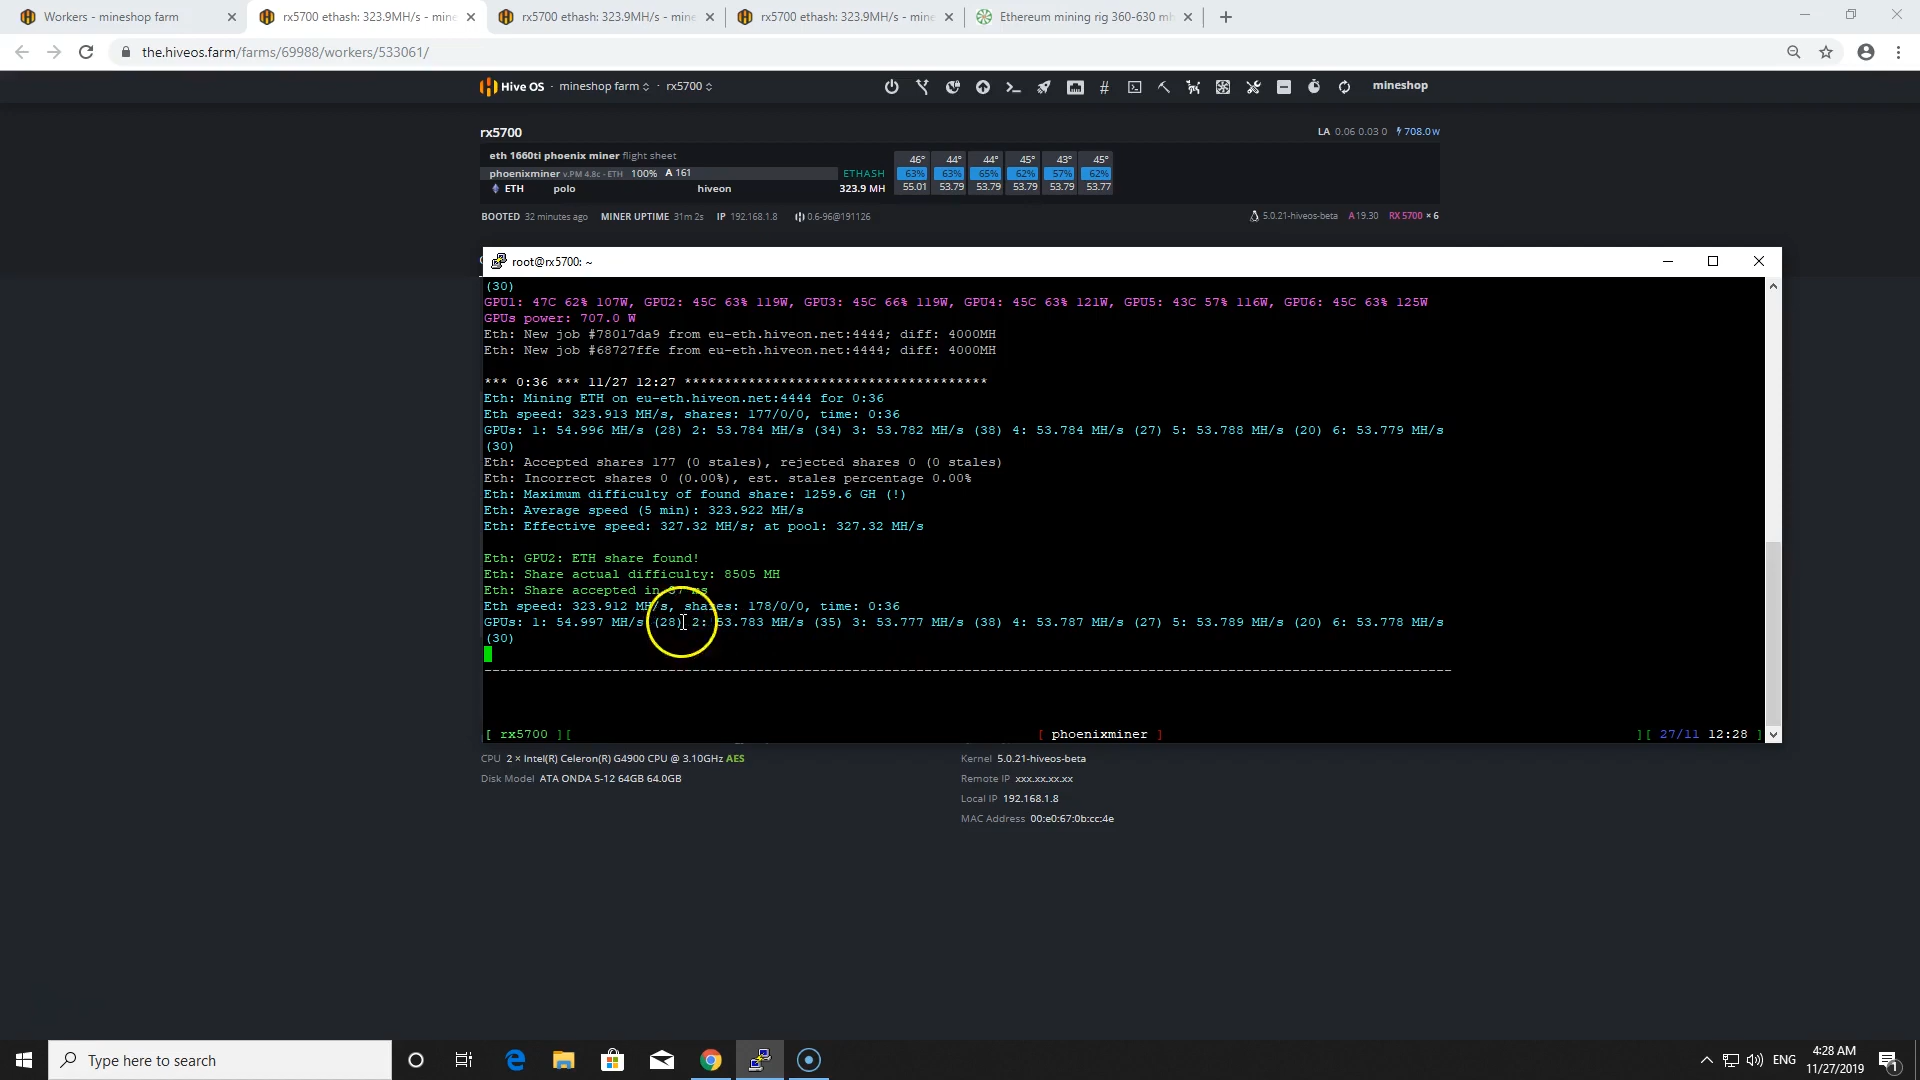 Workers - mineshop farm
rx5700 ethash: 323.9MH/s - mine
rx5700 ethash: 323.9MH/s - mine
rx5700 ethash: 323.9MH/s - mine
Ethereum mining rig 360-630 mh
the.hiveos.farm/farms/69988/workers/533061/
Hive OS · mineshop farm · rx5700
mineshop
rx5700
LA 0.06 0.03 0 708.0 W
eth 1660ti phoenix miner flight sheet
46° 44° 44° 45° 43° 45°
phoenixminer v.PM 4.8c - ETH 100% A 161 ETHASH
63% 63% 65% 62% 57% 62%
ETH polo hiveon 323.9 MH
55.01 53.79 53.79 53.79 53.79 53.77
BOOTED 32 minutes ago MINER UPTIME 31m 2s IP 192.168.1.8 0.6-96@191126
5.0.21-hiveos-beta A 19.30 RX 5700 × 6
root@rx5700: ~
(30)
GPU1: 47C 62% 107W, GPU2: 45C 63% 119W, GPU3: 45C 66% 119W, GPU4: 45C 63% 121W, GPU5: 43C 57% 116W, GPU6: 45C 63% 125W
GPUs power: 707.0 W
Eth: New job #78017da9 from eu-eth.hiveon.net:4444; diff: 4000MH
Eth: New job #68727ffe from eu-eth.hiveon.net:4444; diff: 4000MH
*** 0:36 *** 11/27 12:27 **************************************
Eth: Mining ETH on eu-eth.hiveon.net:4444 for 0:36
Eth speed: 323.913 MH/s, shares: 177/0/0, time: 0:36
GPUs: 1: 54.996 MH/s (28) 2: 53.784 MH/s (34) 3: 53.782 MH/s (38) 4: 53.784 MH/s (27) 5: 53.788 MH/s (20) 6: 53.779 MH/s
(30)
Eth: Accepted shares 177 (0 stales), rejected shares 0 (0 stales)
Eth: Incorrect shares 0 (0.00%), est. stales percentage 0.00%
Eth: Maximum difficulty of found share: 1259.6 GH (!)
Eth: Average speed (5 min): 323.922 MH/s
Eth: Effective speed: 327.32 MH/s; at pool: 327.32 MH/s
Eth: GPU2: ETH share found!
Eth: Share actual difficulty: 8505 MH
Eth: Share accepted in ms
Eth speed: 323.912 MH/s, shares: 178/0/0, time: 0:36
GPUs: 1: 54.997 MH/s (28) 2: 53.783 MH/s (35) 3: 53.777 MH/s (38) 4: 53.787 MH/s (27) 5: 53.789 MH/s (20) 6: 53.778 MH/s
(30)
[ rx5700 ][ [ phoenixminer ] ][ 27/11 12:28 ]
CPU 2 × Intel(R) Celeron(R) G4900 CPU @ 3.10GHz AES
Disk Model ATA ONDA S-12 64GB 64.0GB
Kernel 5.0.21-hiveos-beta
Remote IP xxx.xx.xx.xx
Local IP 192.168.1.8
MAC Address 00:e0:67:0b:cc:4e
Type here to search
ENG
4:28 AM
11/27/2019
1